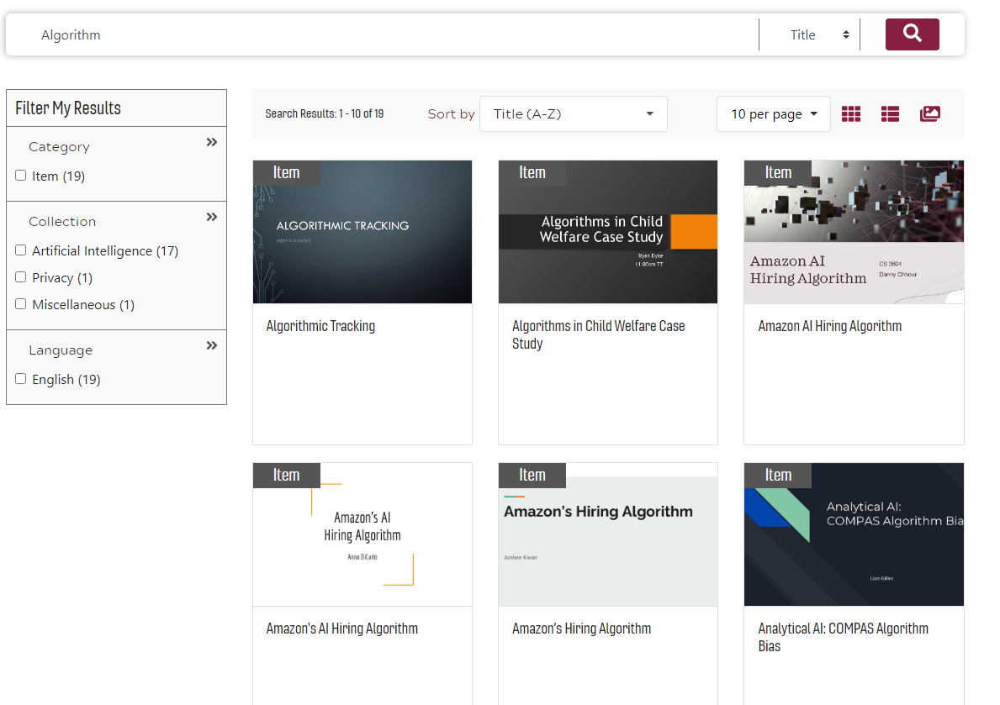 Algorithm
Title
Filter My Results
Category
Item (19)
Collection
Artificial Intelligence (17)
Privacy (1)
Miscellaneous (1)
Language
English (19)
Search Results: 1 - 10 of 19
Sort by
Title (A-Z)
10 per page
Item
ALGORITHMIC TRACKING
Algorithmic Tracking
Item
Algorithms in Child
Welfare Case Study
Ryan Dyke
11:00am TT
Algorithms in Child Welfare Case
Study
Item
Amazon AI
Hiring Algorithm
CS 3604
Danny Chhour
Amazon AI Hiring Algorithm
Item
Amazon's AI
Hiring Algorithm
Anna DiCarlo
Amazon's AI Hiring Algorithm
Item
Amazon's Hiring Algorithm
Junhee Kwan
Amazon's Hiring Algorithm
Item
Analytical AI:
COMPAS Algorithm Bia
Liam Gillies
Analytical AI: COMPAS Algorithm
Bias